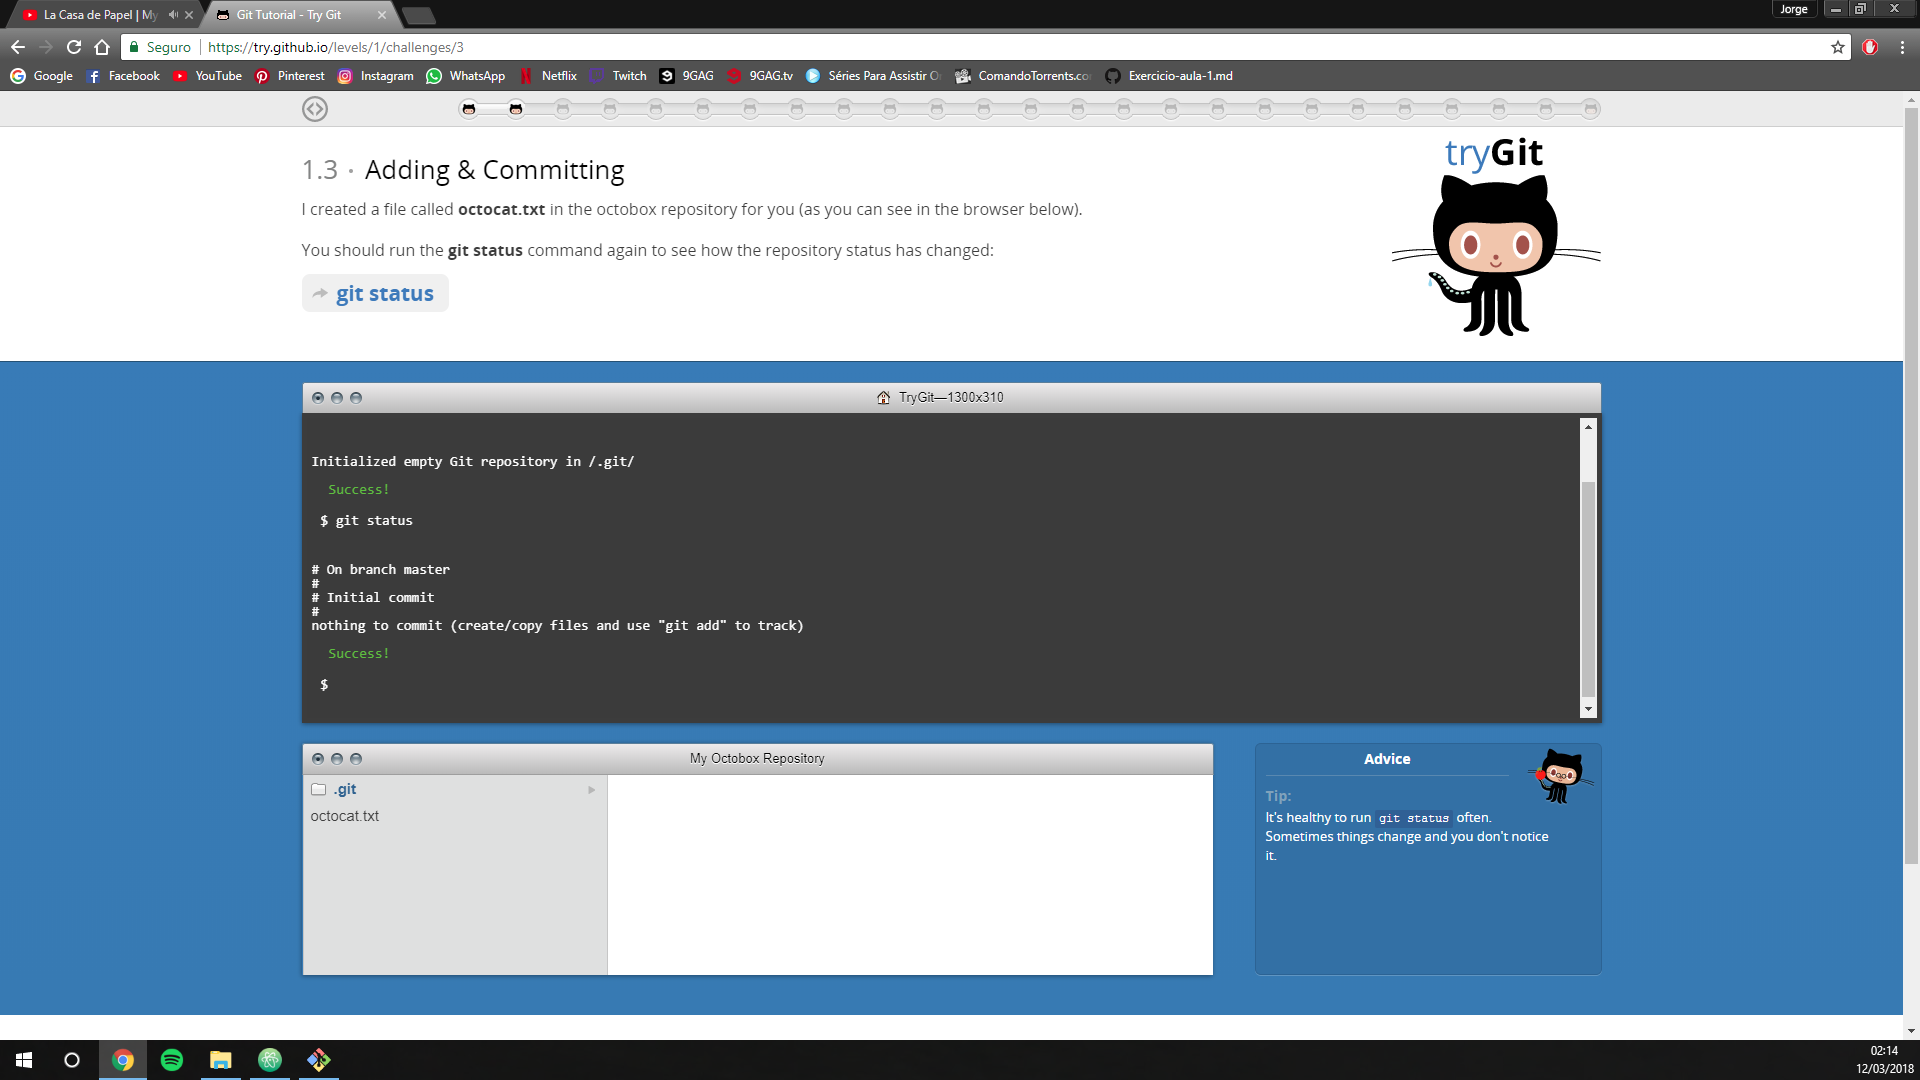 La Casa de Papel | My
Git Tutorial - Try Git
Jorge
Seguro
https://try.github.io/levels/1/challenges/3
Google
Facebook
YouTube
Pinterest
Instagram
WhatsApp
Netflix
Twitch
9GAG
9GAG.tv
Séries Para Assistir O
ComandoTorrents.co
Exercicio-aula-1.md
1.3 · Adding & Committing
tryGit
I created a file called octocat.txt in the octobox repository for you (as you can see in the browser below).
You should run the git status command again to see how the repository status has changed:
git status
TryGit—1300x310
Initialized empty Git repository in /.git/
Success!
$ git status
# On branch master
#
# Initial commit
#
nothing to commit (create/copy files and use "git add" to track)
Success!
$
My Octobox Repository
.git
octocat.txt
Advice
Tip:
It's healthy to run git status often.
Sometimes things change and you don't notice
it.
02:14
12/03/2018